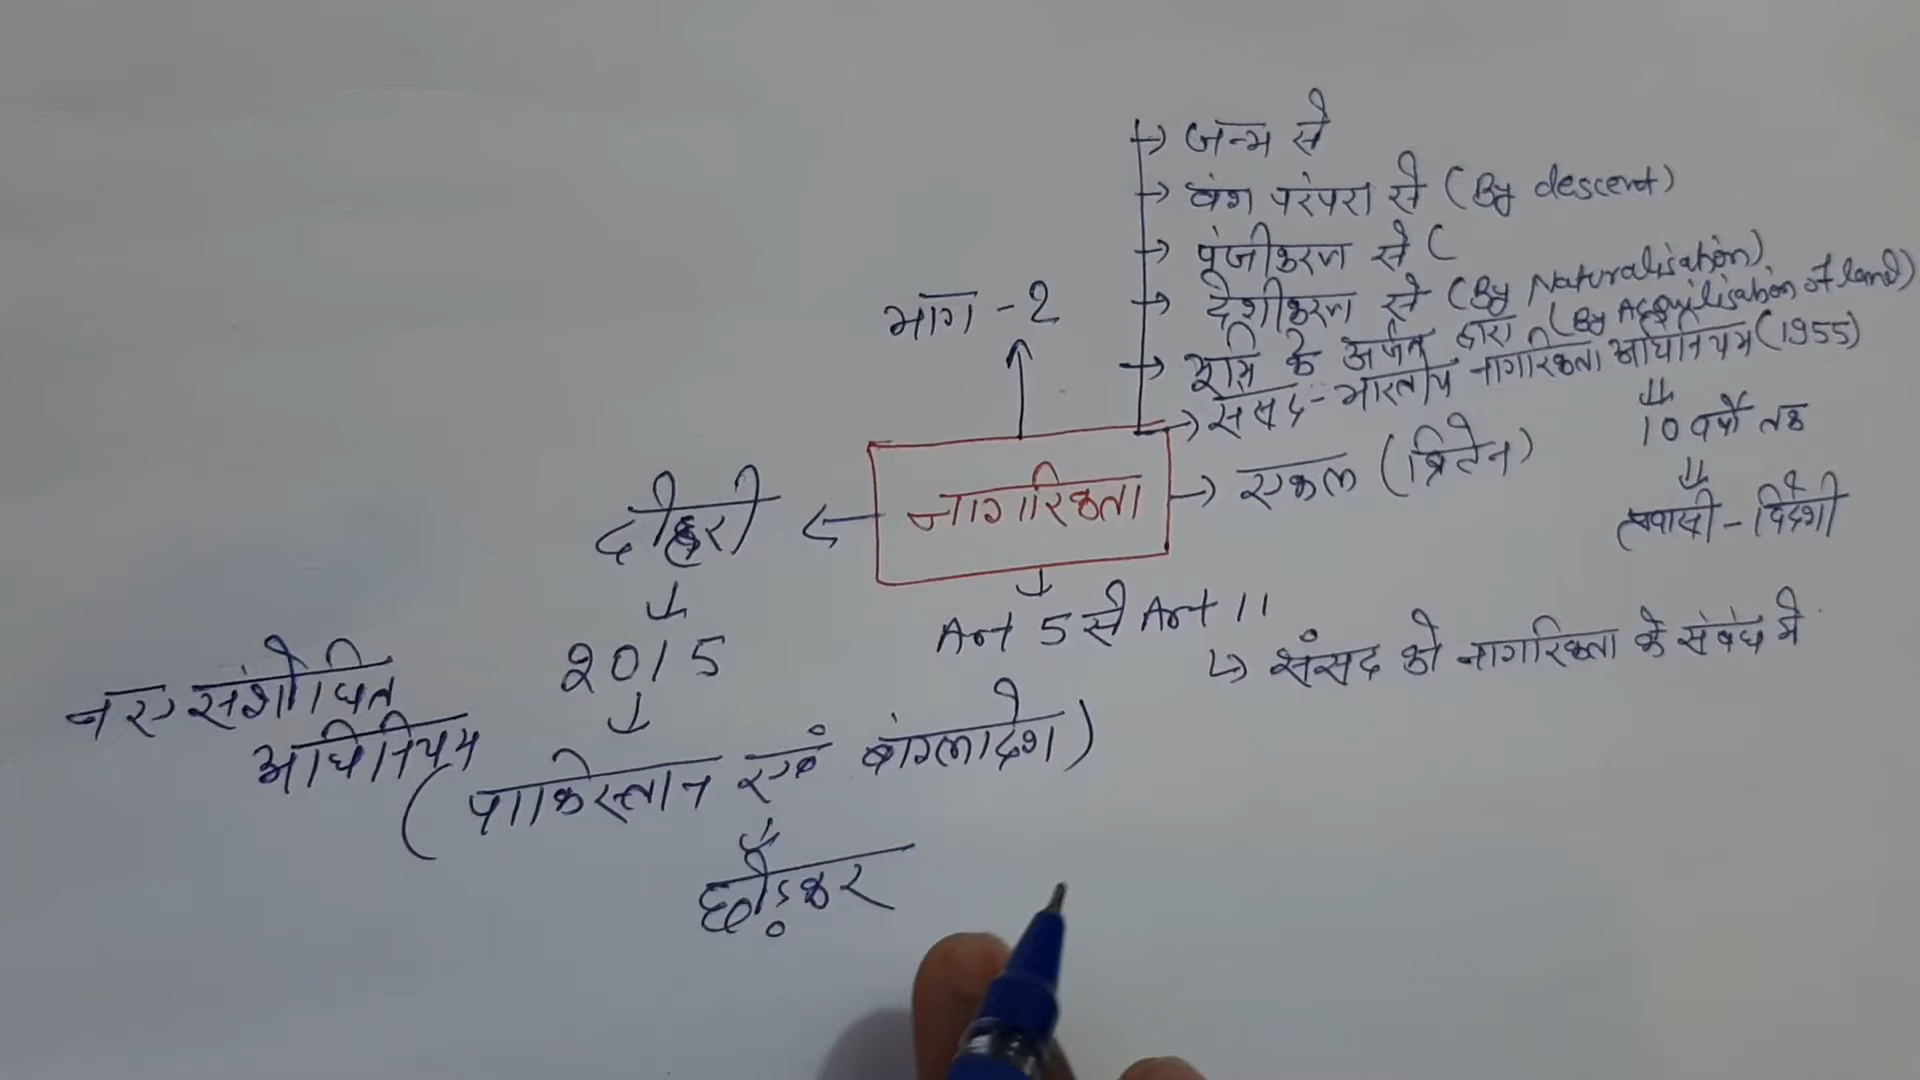 जन्म से
वंश परंपरा से (By descent)
पूंजीकरण से (
देशीकरण से (By Naturalisation)
भूमि के अर्जन द्वारा (By Acquilisation of land)
संसद - भारतीय नागरिकता अधिनियम (1955)
10 वर्षों तक
- विदेशी
भाग - 2
नागरिकता
एकल (ब्रिटेन)
दोहरी
2015
(पाकिस्तान एवं बांग्लादेश)
छोड़कर
नए संशोधित
अधिनियम
Art 5 से Art 11
संसद को नागरिकता के संबंध मे